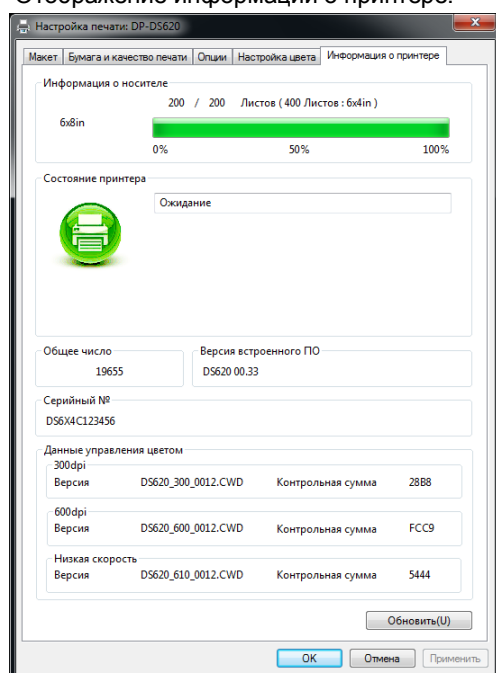 Отображение информации о принтере.
Настройка печати: DP-DS620
Макет Бумага и качество печати Опции Настройка цвета Информация о принтере
Информация о носителе
200 / 200 Листов ( 400 Листов : 6x4in )
6x8in
0% 50% 100%
Состояние принтера
Ожидание
Общее число
19655
Версия встроенного ПО
DS620 00.33
Серийный №
DS6X4C123456
Данные управления цветом
300dpi
Версия DS620_300_0012.CWD Контрольная сумма 28B8
600dpi
Версия DS620_600_0012.CWD Контрольная сумма FCC9
Низкая скорость
Версия DS620_610_0012.CWD Контрольная сумма 5444
Обновить(U)
OK Отмена Применить